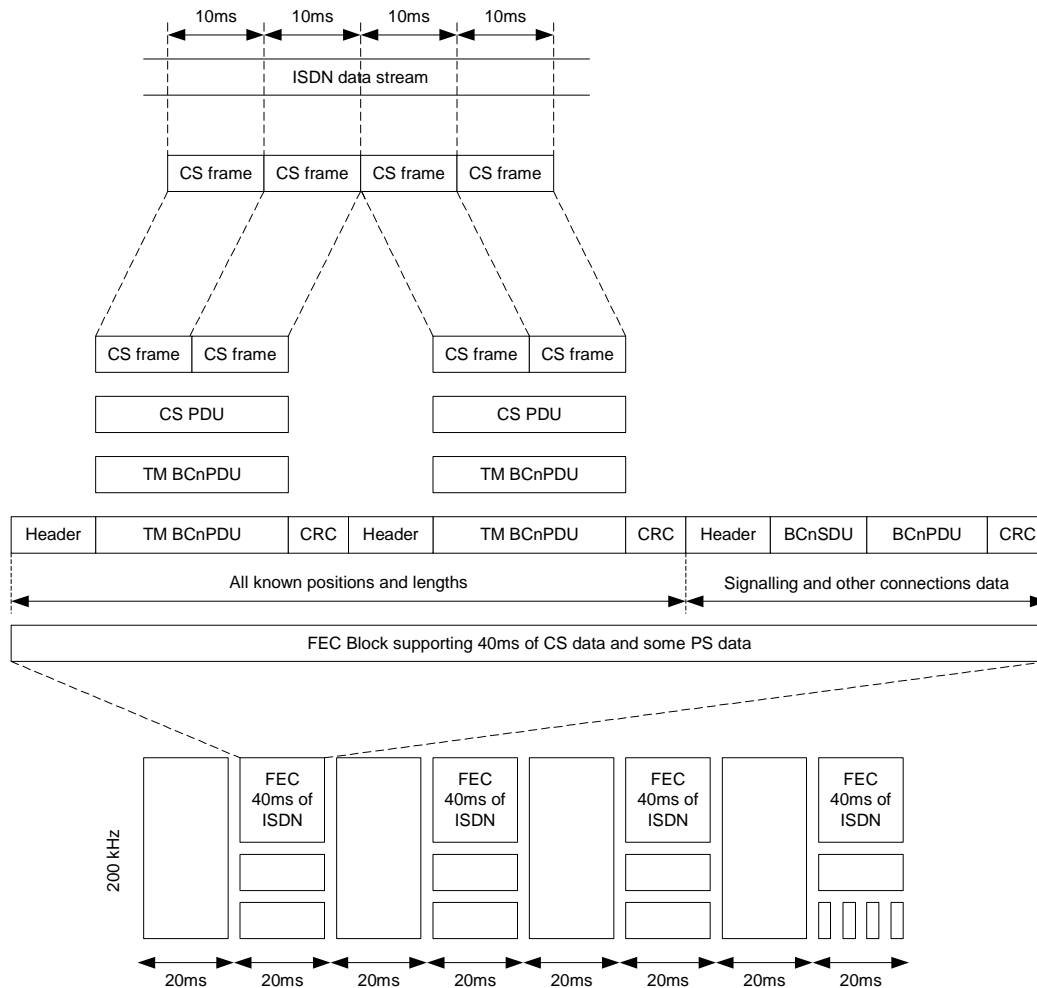 10ms 10ms 10ms 10ms
ISDN data stream
CS frame CS frame CS frame CS frame
CS frame CS frame CS frame CS frame
CS PDU CS PDU
TM BCnPDU TM BCnPDU
Header TM BCnPDU CRC Header TM BCnPDU CRC Header BCnSDU BCnPDU CRC
All known positions and lengths Signalling and other connections data
FEC Block supporting 40ms of CS data and some PS data
FEC FEC FEC FEC
40ms of 40ms of 40ms of 40ms of
ISDN ISDN ISDN ISDN
200 kHz
20ms 20ms 20ms 20ms 20ms 20ms 20ms 20ms